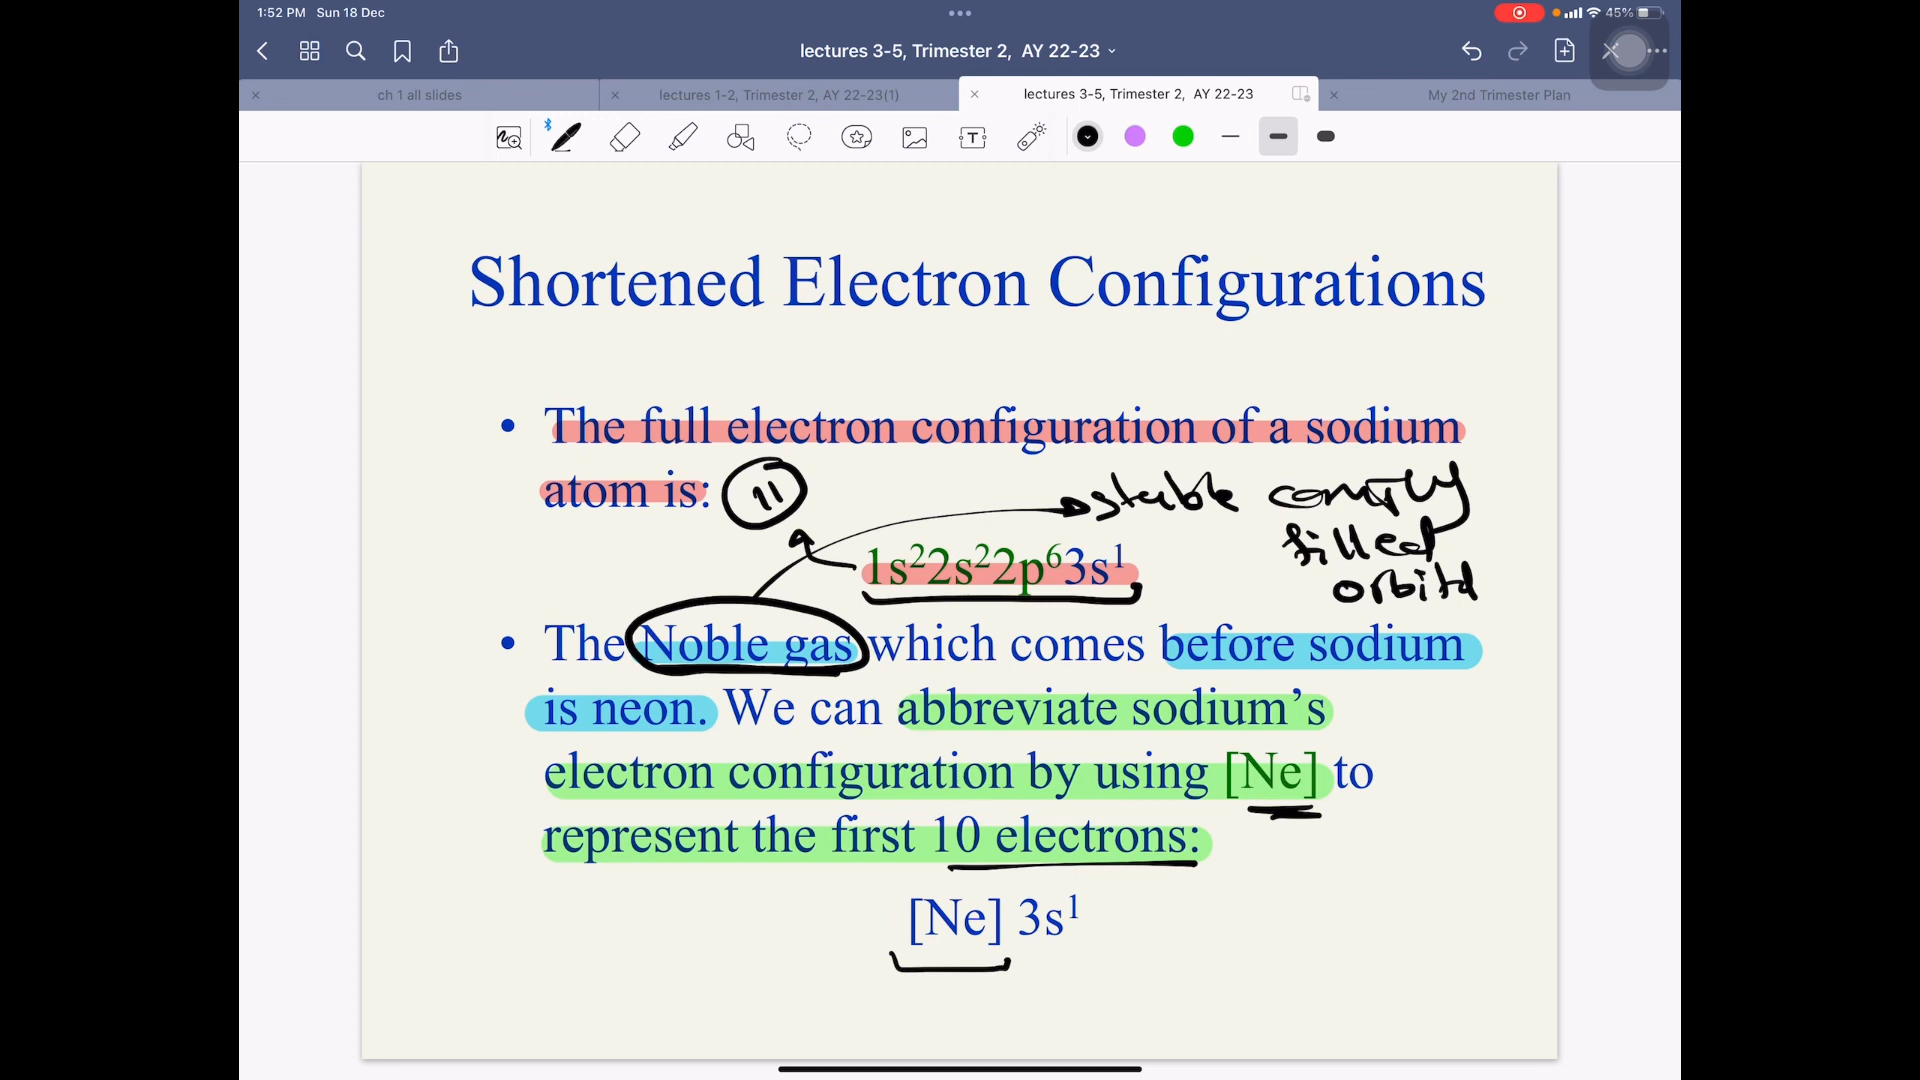 1:52 PM Sun 18 Dec
45%
lectures 3-5, Trimester 2, AY 22-23
ch 1 all slides
lectures 1-2, Trimester 2, AY 22-23(1)
lectures 3-5, Trimester 2, AY 22-23
My 2nd Trimester Plan
Shortened Electron Configurations
• The full electron configuration of a sodium
atom is: 11
stable
filled
1s²2s²2p⁶3s¹
• The Noble gas which comes before sodium
is neon. We can abbreviate sodium’s
electron configuration by using [Ne] to
represent the first 10 electrons:
[Ne] 3s¹